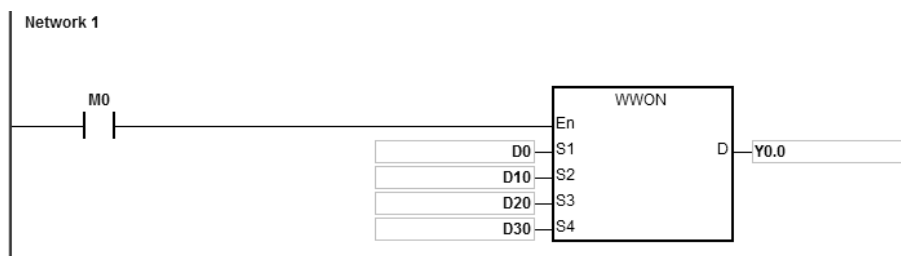 Network 1
M0
WWON
En
D0 S1 D Y0.0
D10 S2
D20 S3
D30 S4